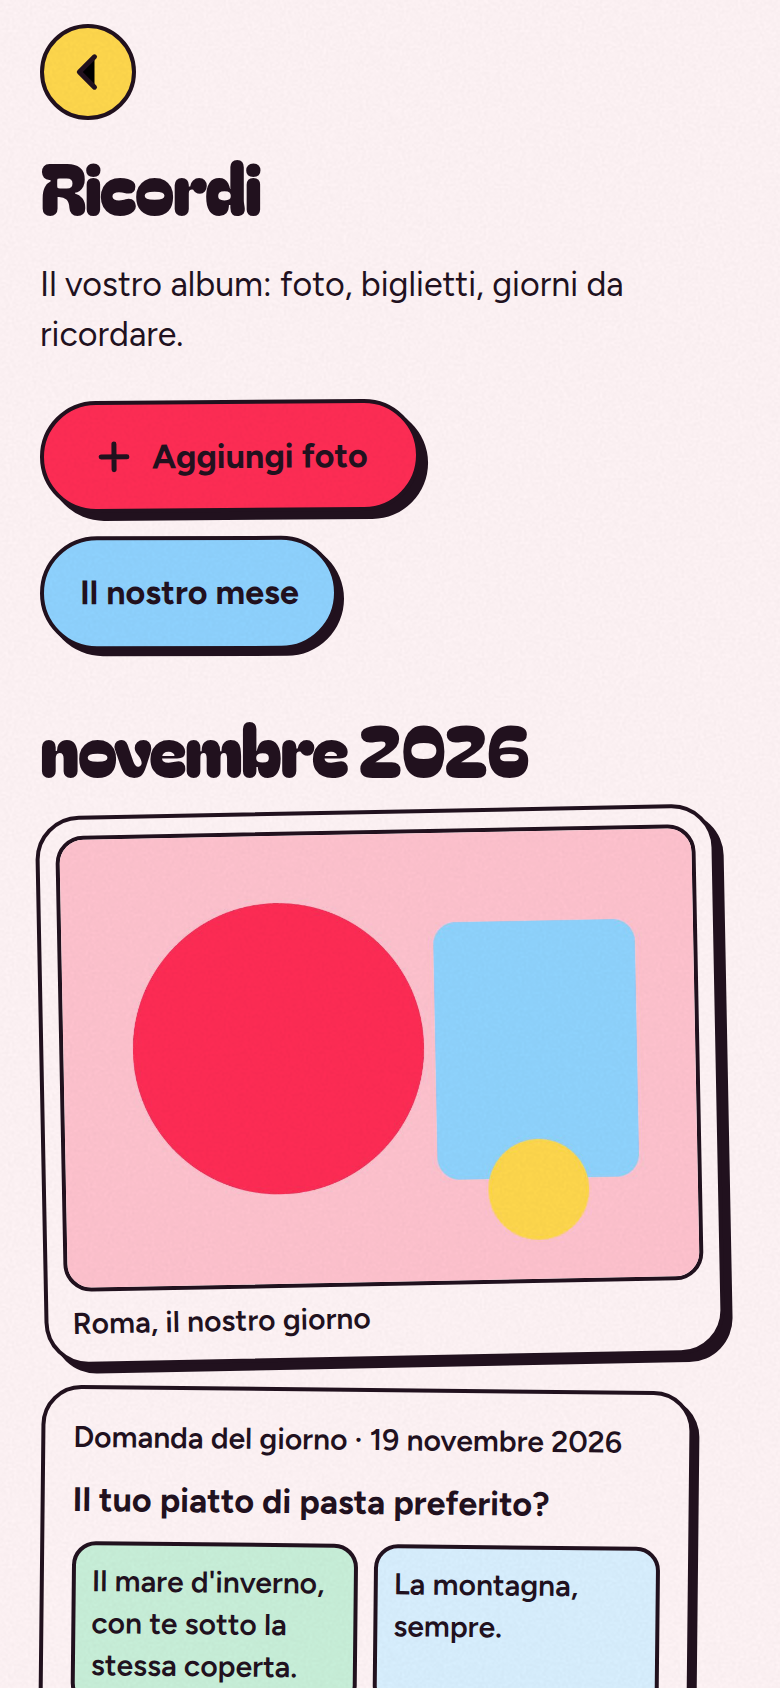 Ricordi
Il vostro album: foto, biglietti, giorni da
ricordare.
Aggiungi foto
Il nostro mese
novembre 2026
Roma, il nostro giorno
Domanda del giorno · 19 novembre 2026
Il tuo piatto di pasta preferito?
Il mare d'inverno,
con te sotto la
stessa coperta.
La montagna,
sempre.